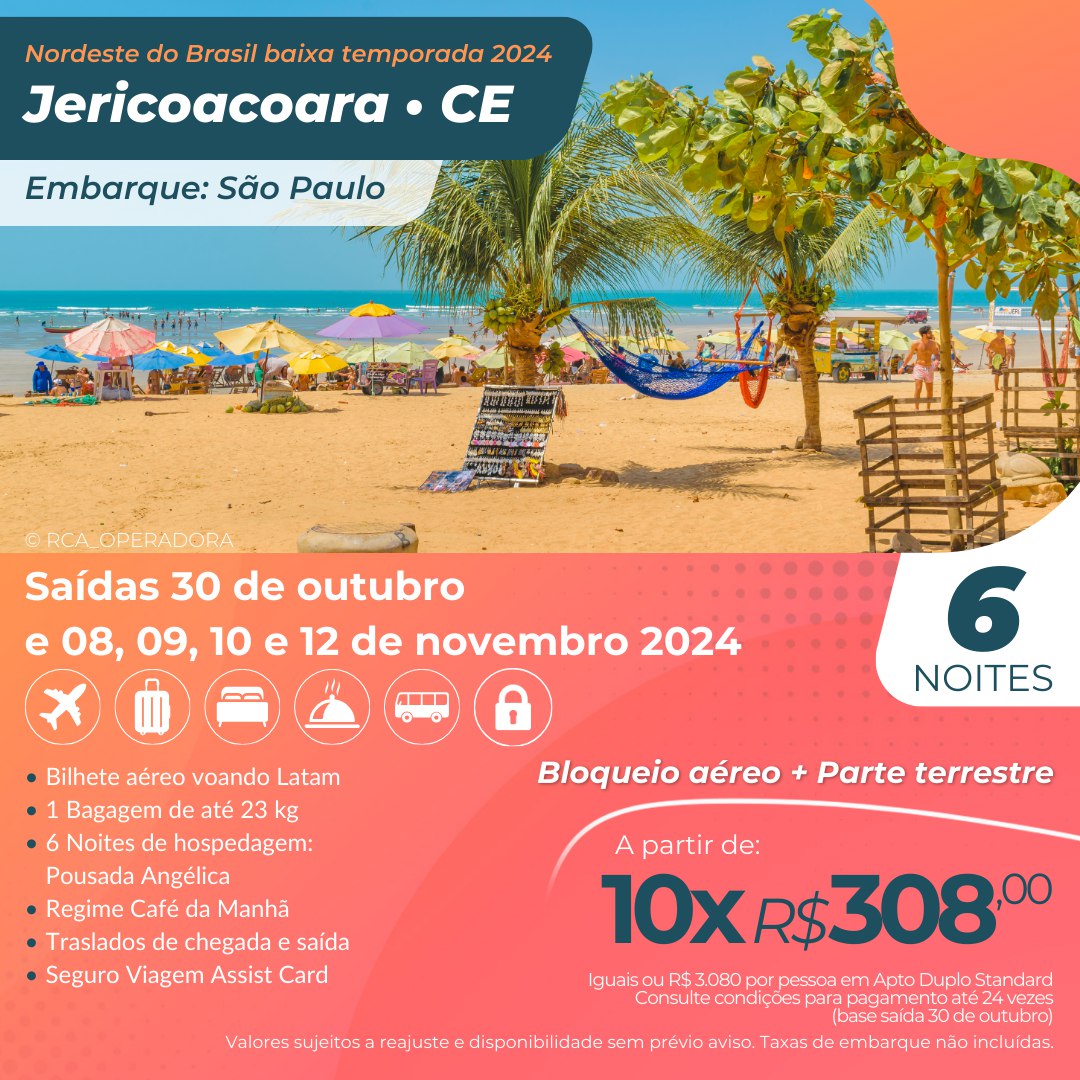 Nordeste do Brasil baixa temporada 2024
Jericoacoara • CE
Embarque: São Paulo
© RCA_OPERADORA
Saídas 30 de outubro
e 08, 09, 10 e 12 de novembro 2024
6
NOITES
• Bilhete aéreo voando Latam
• 1 Bagagem de até 23 kg
• 6 Noites de hospedagem:
Pousada Angélica
• Regime Café da Manhã
• Traslados de chegada e saída
• Seguro Viagem Assist Card
Bloqueio aéreo + Parte terrestre
A partir de:
10x R$308,00
Iguais ou R$ 3.080 por pessoa em Apto Duplo Standard
Consulte condições para pagamento até 24 vezes
(base saída 30 de outubro)
Valores sujeitos a reajuste e disponibilidade sem prévio aviso. Taxas de embarque não incluídas.